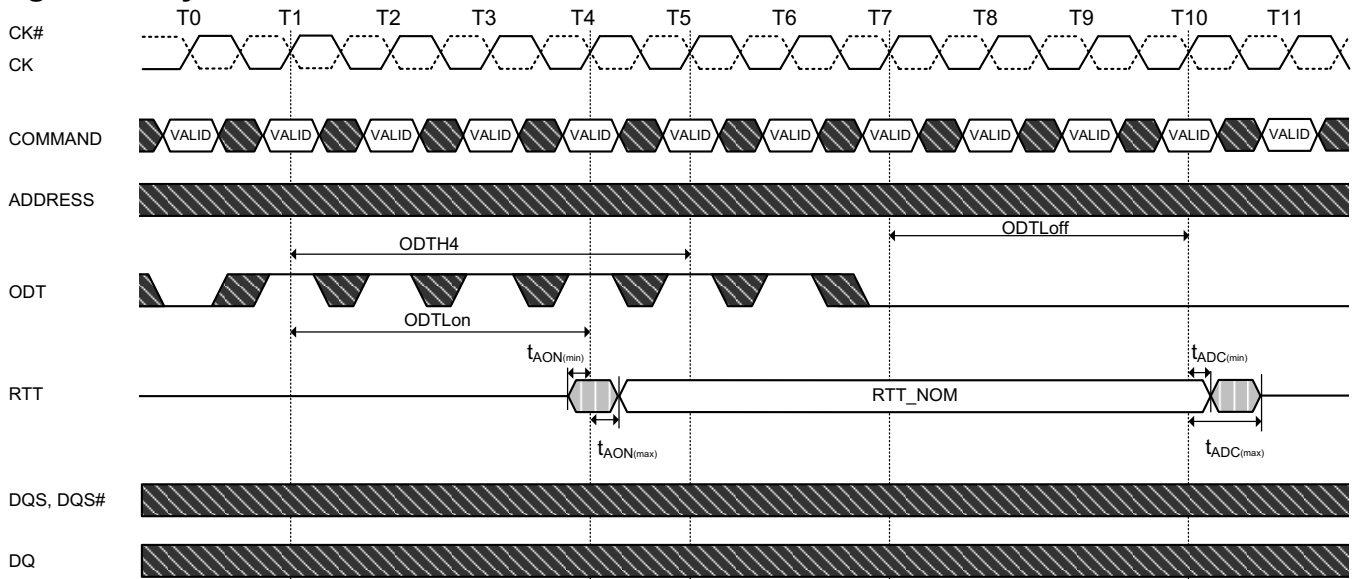 T0 T1 T2 T3 T4 T5 T6 T7 T8 T9 T10 T11
CK#
CK
COMMAND VALID VALID VALID VALID VALID VALID VALID VALID VALID VALID VALID VALID
ADDRESS
ODTLoff
ODTH4
ODT
ODTLon
tAON(min) tADC(min)
RTT RTT_NOM
tAON(max) tADC(max)
DQS, DQS#
DQ